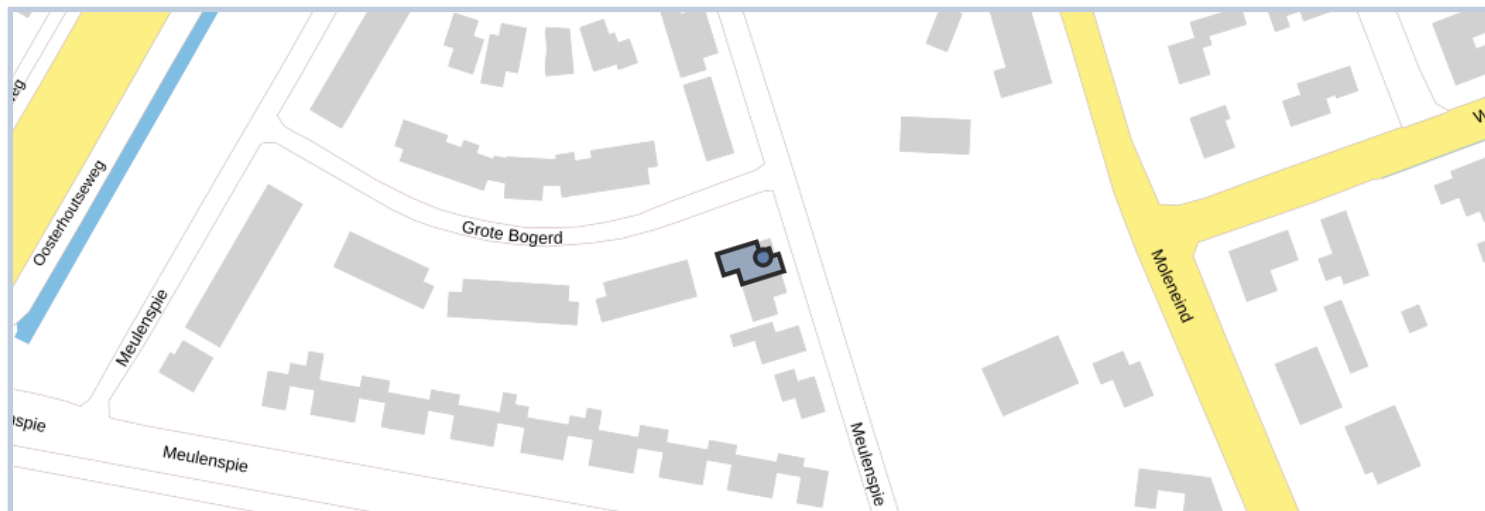 Oosterhoutseweg
Grote Bogerd
Meulenspie
Moleneind
Meulenspie
Meulenspie